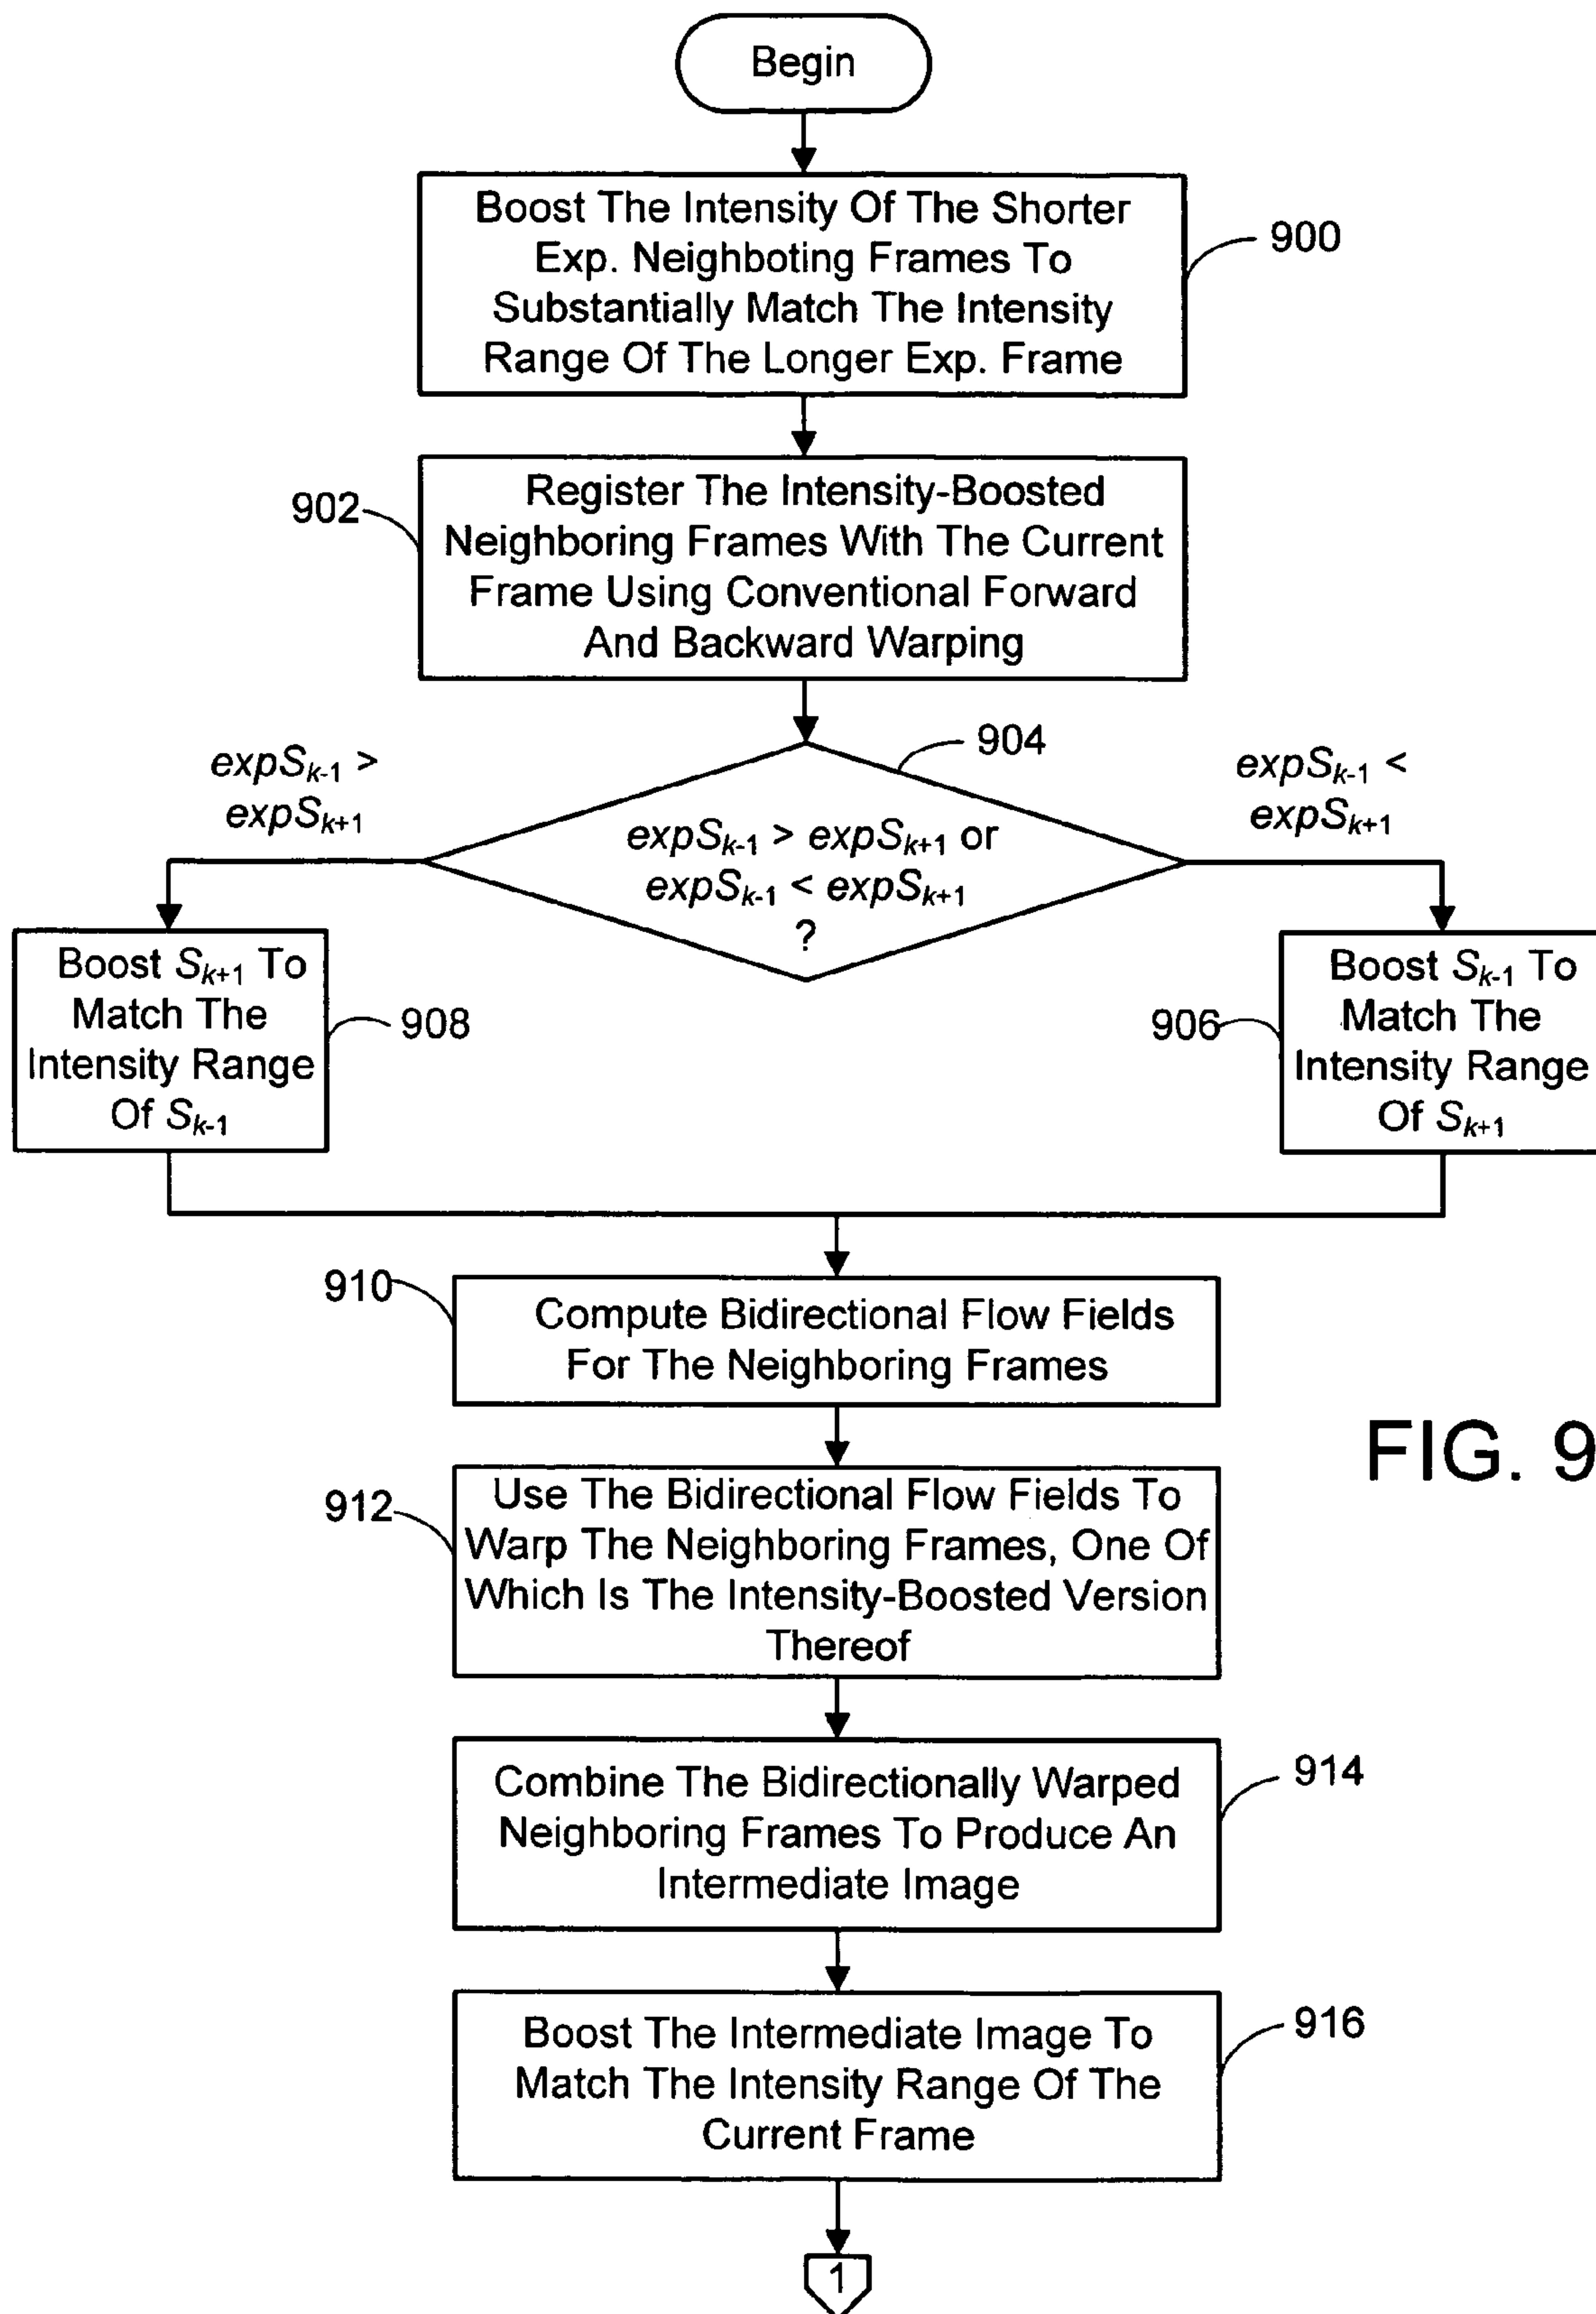 Begin
Boost The Intensity Of The Shorter
Exp. Neighboting Frames To
Substantially Match The Intensity
Range Of The Longer Exp. Frame
900
902
Register The Intensity-Boosted
Neighboring Frames With The Current
Frame Using Conventional Forward
And Backward Warping
904
expSk-1 >
expSk+1
expSk-1 > expSk+1 or
expSk-1 < expSk+1
?
expSk-1 <
expSk+1
Boost Sk+1 To
Match The
Intensity Range
Of Sk-1
908
906
Boost Sk-1 To
Match The
Intensity Range
Of Sk+1
910
Compute Bidirectional Flow Fields
For The Neighboring Frames
FIG. 9
912
Use The Bidirectional Flow Fields To
Warp The Neighboring Frames, One Of
Which Is The Intensity-Boosted Version
Thereof
Combine The Bidirectionally Warped
Neighboring Frames To Produce An
Intermediate Image
914
Boost The Intermediate Image To
Match The Intensity Range Of The
Current Frame
916
1